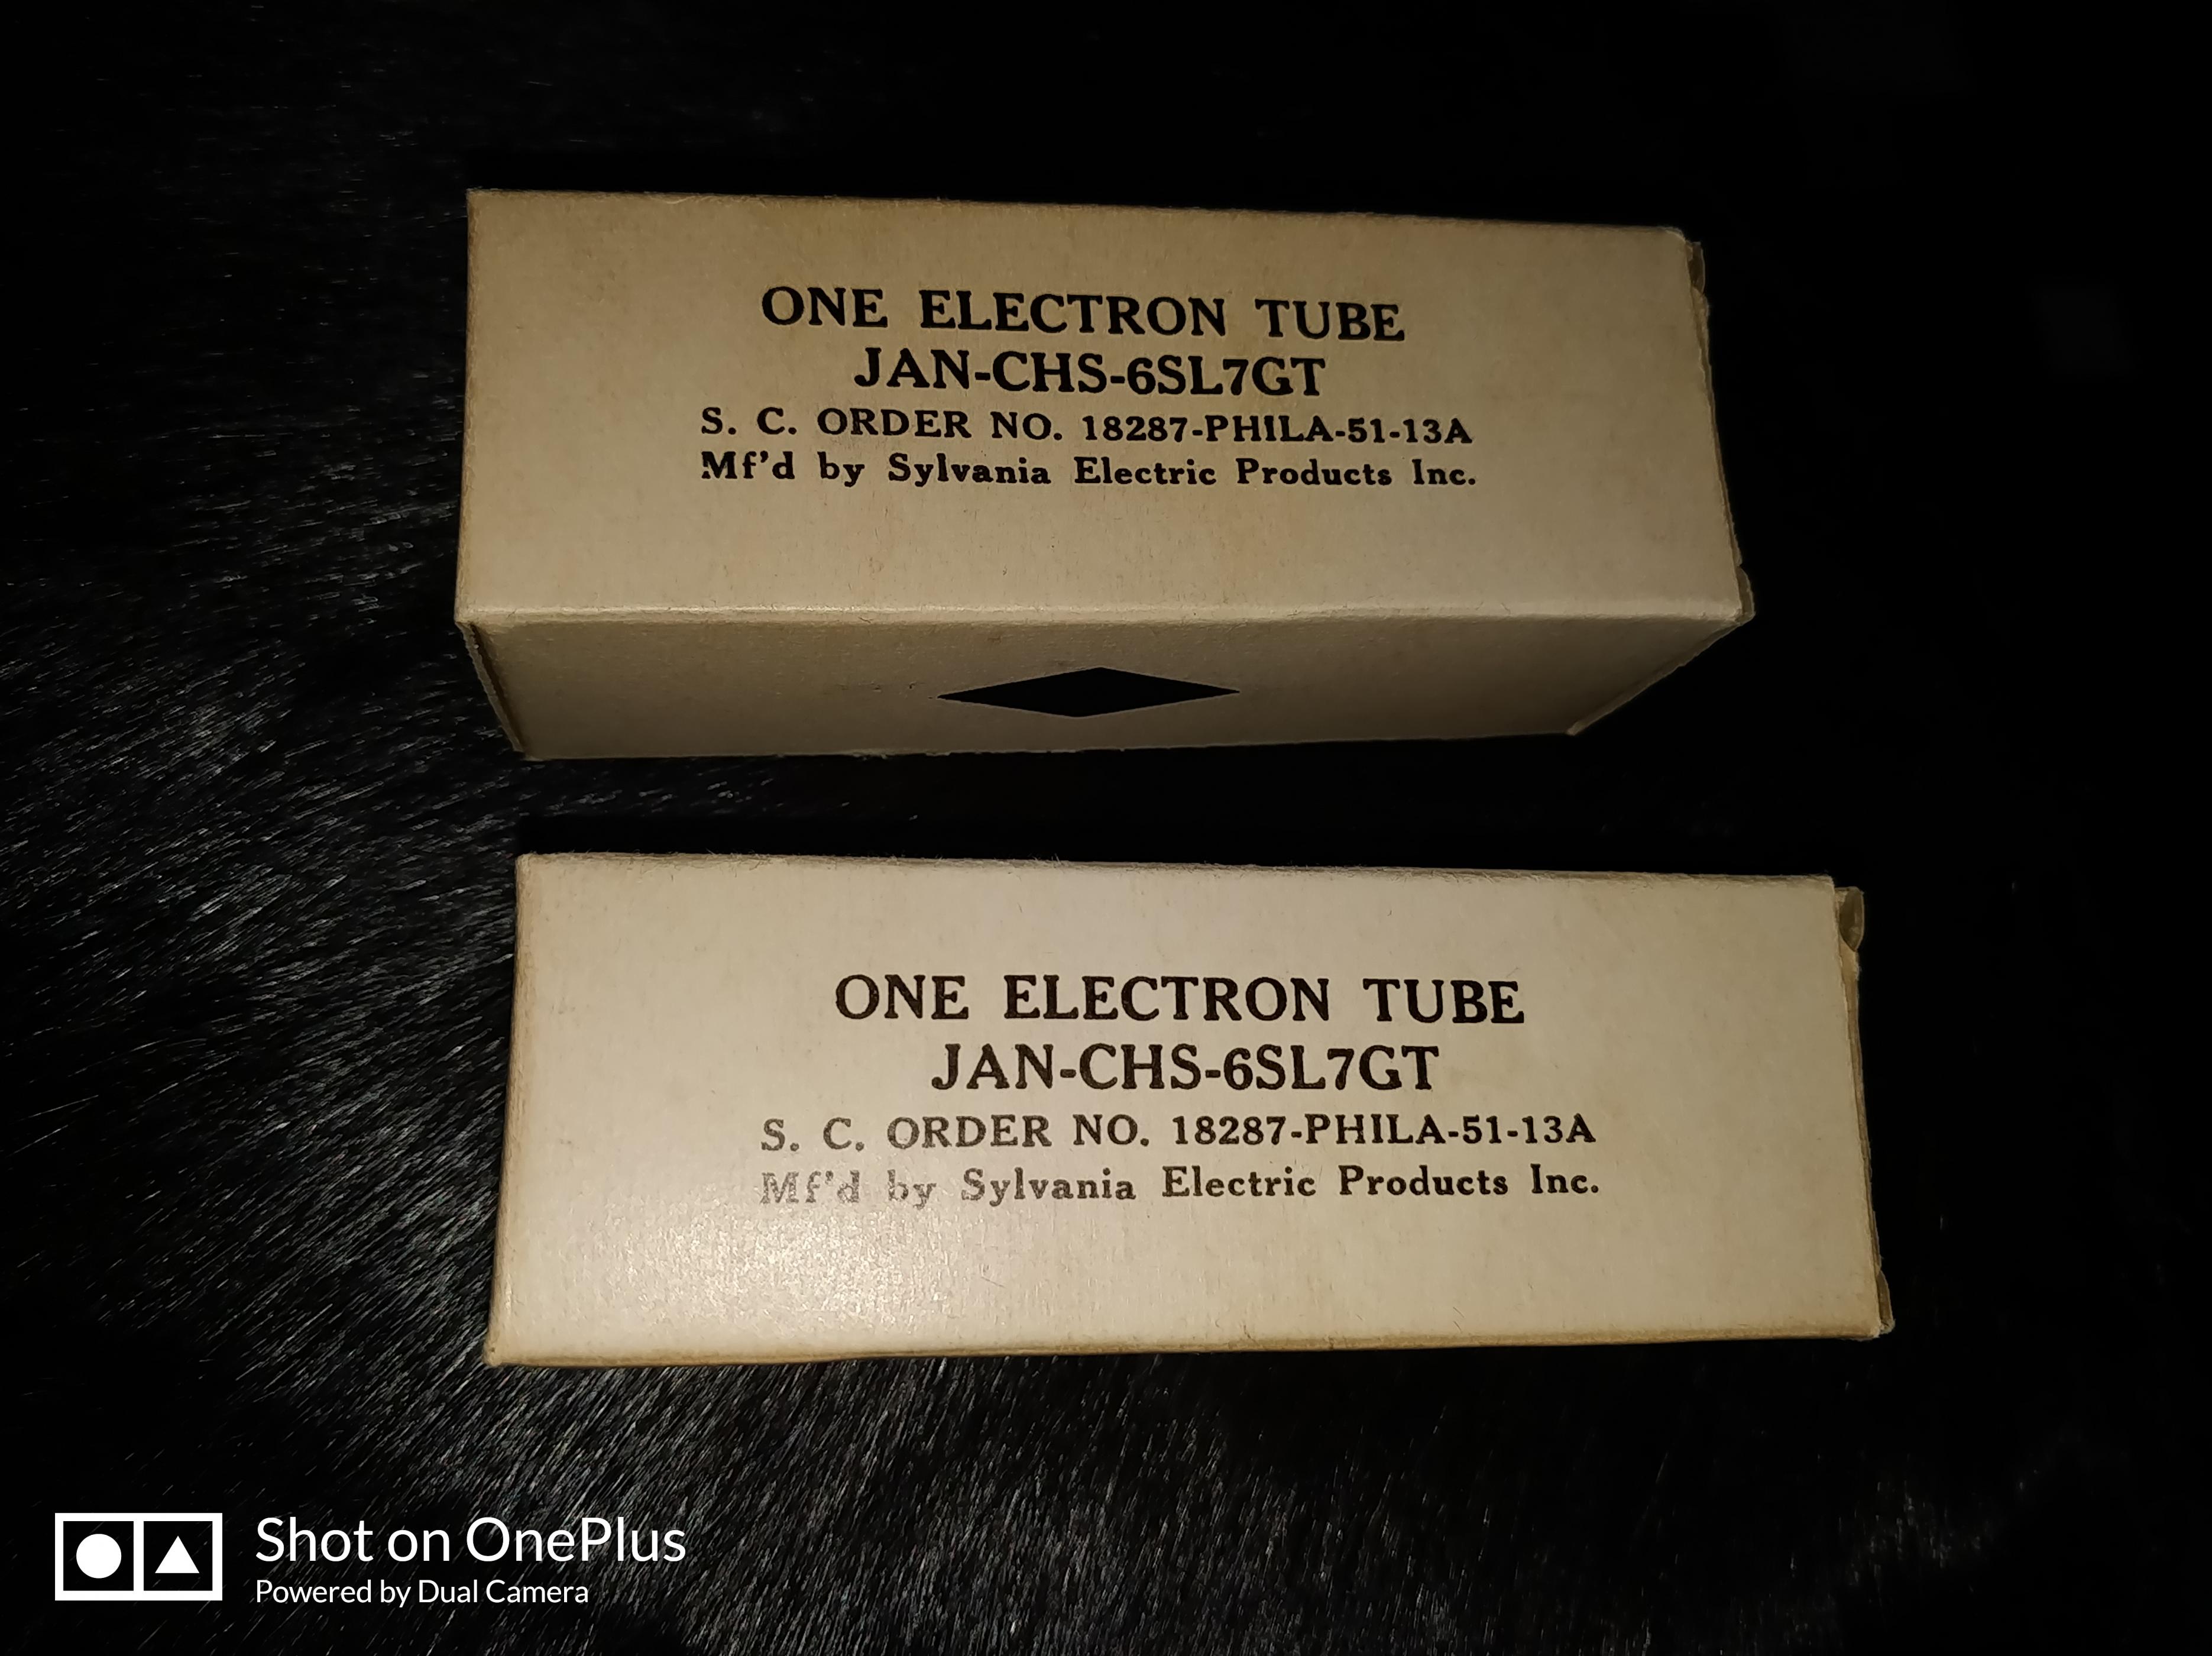 ONE ELECTRON TUBE
JAN-CHS-6SL7GT
S. C. ORDER NO. 18287-PHILA-51-13A
Mf'd by Sylvania Electric Products Inc.
ONE ELECTRON TUBE
JAN-CHS-6SL7GT
S. C. ORDER NO. 18287-PHILA-51-13A
Mf'd by Sylvania Electric Products Inc.
Shot on OnePlus
Powered by Dual Camera